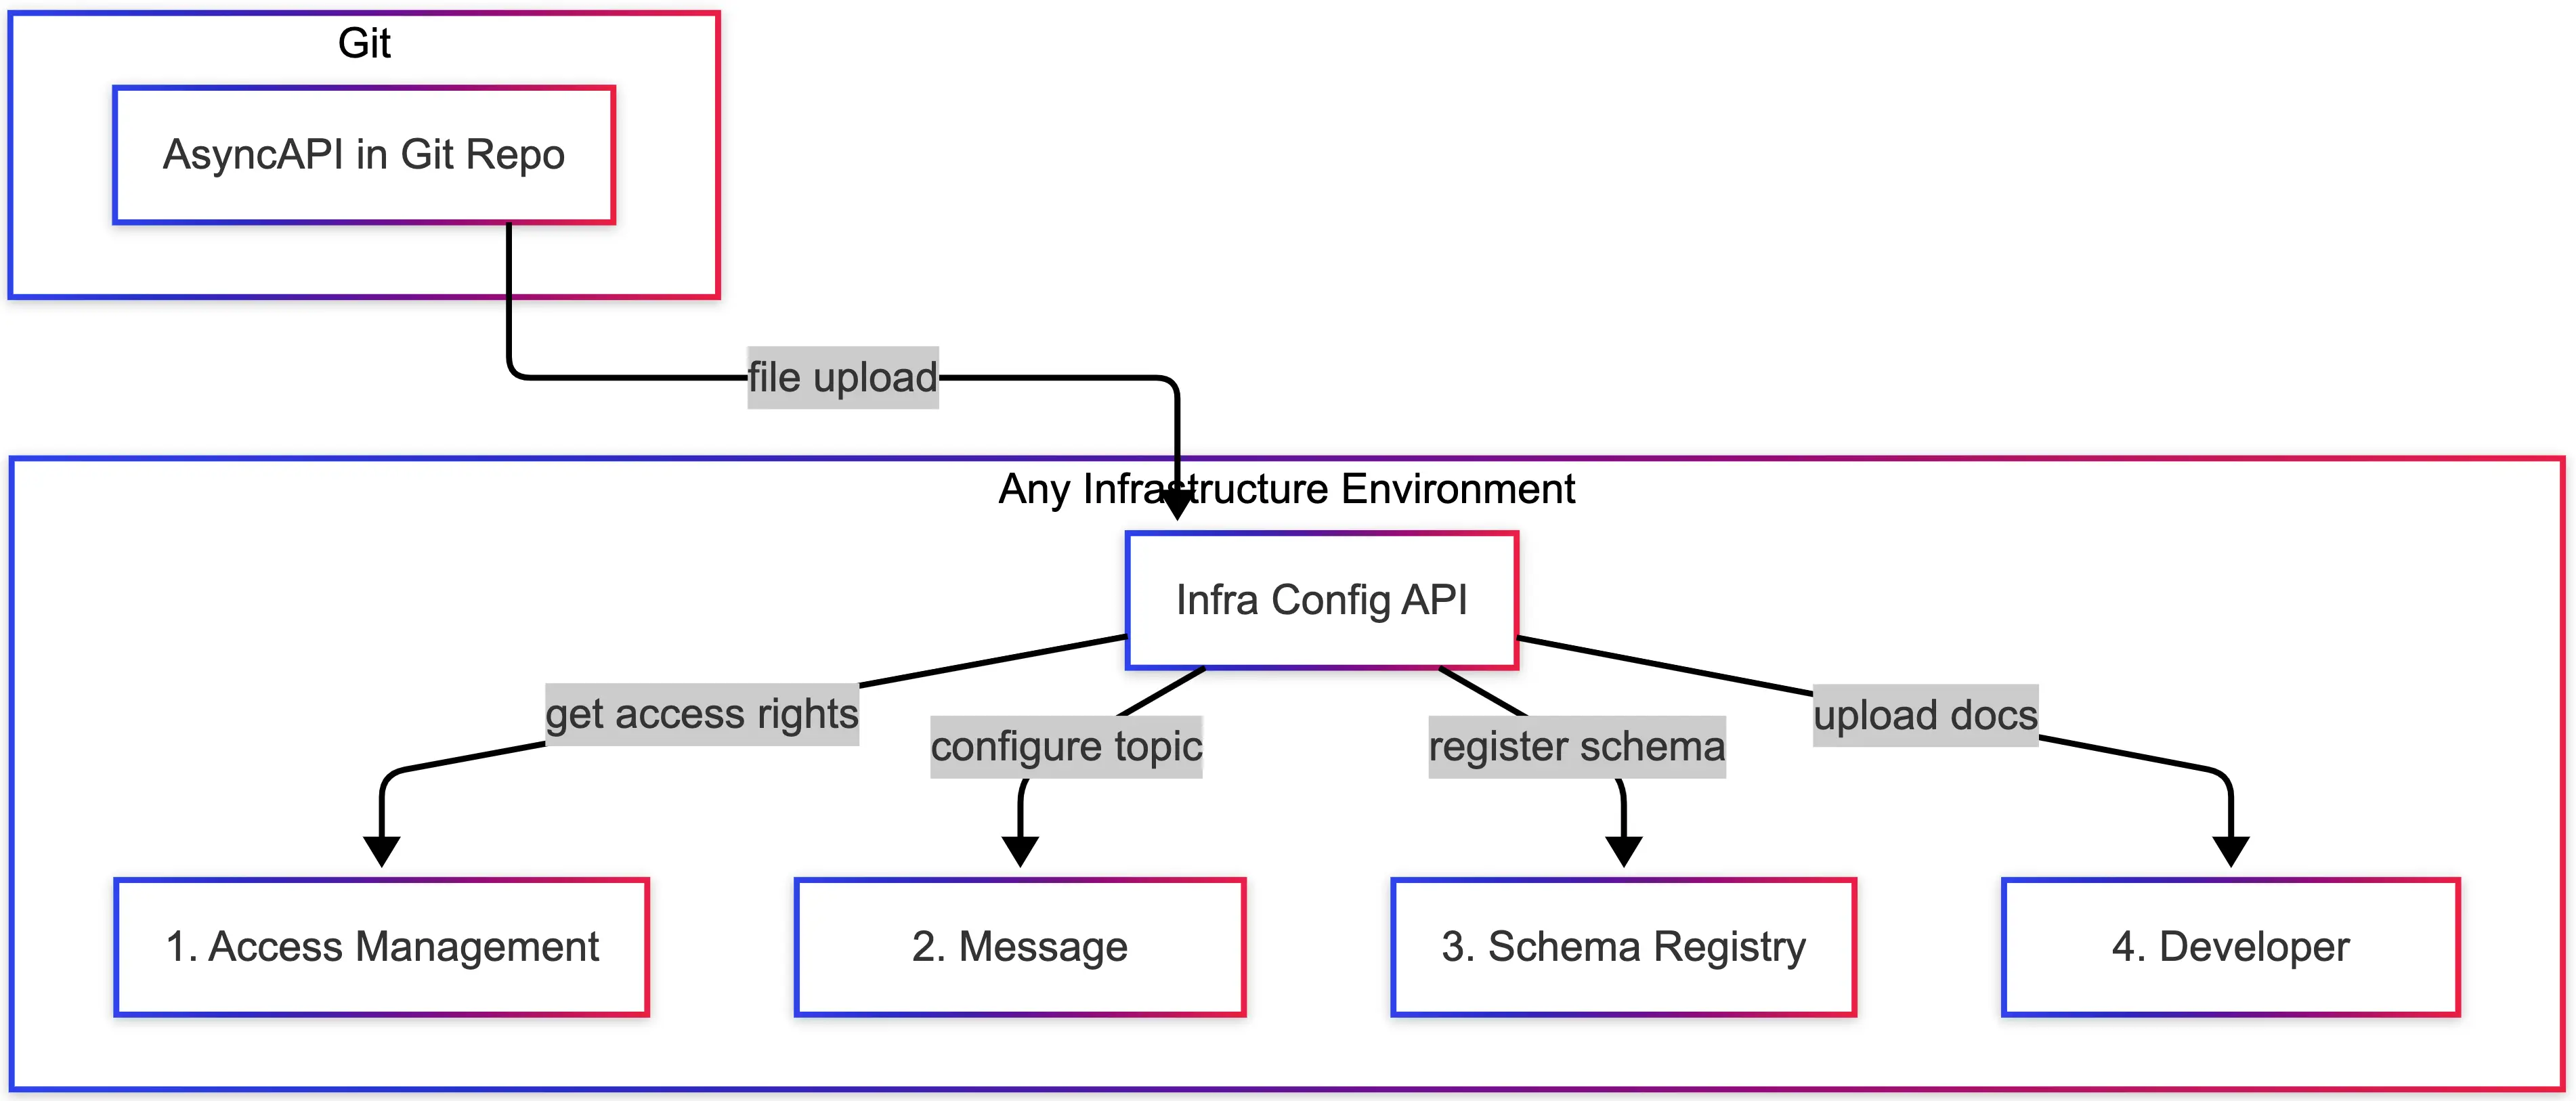 Git
AsyncAPI in Git Repo
file upload
Any Infrastructure Environment
Infra Config API
get access rights
configure topic
register schema
upload docs
1. Access Management
2. Message
3. Schema Registry
4. Developer